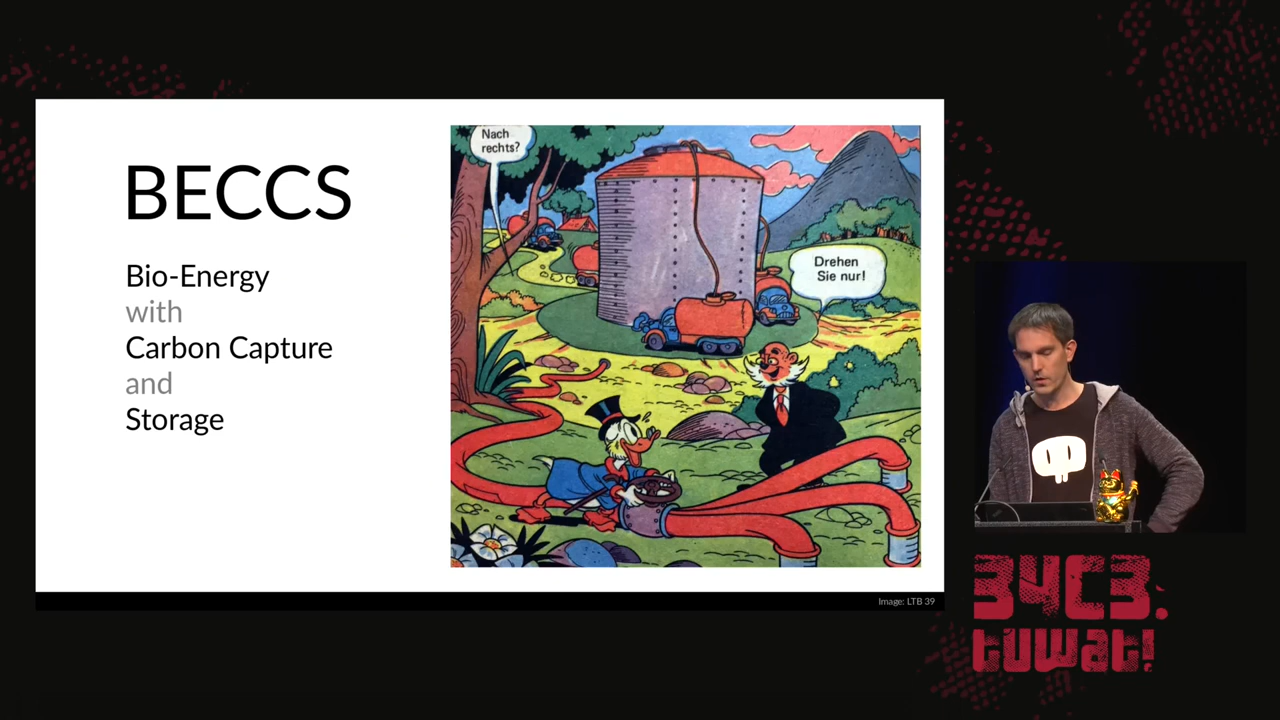 BECCS
Bio-Energy
with
Carbon Capture
and
Storage
Nach
rechts?
Drehen
Sie nur!
Image: LTB 39
34C3.
tuwat!